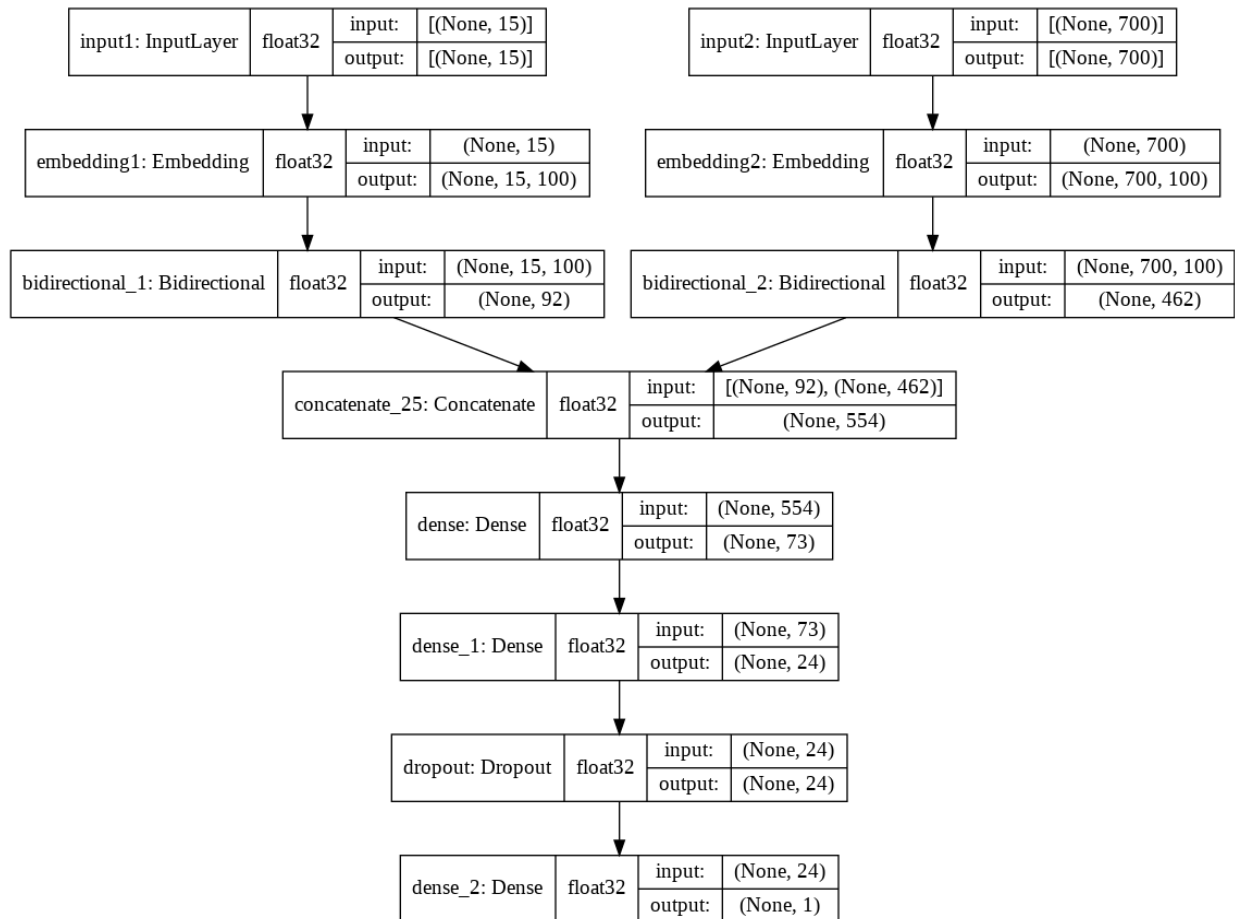 input1: InputLayer float32 input: [(None, 15)]
output: [(None, 15)]
input2: InputLayer float32 input: [(None, 700)]
output: [(None, 700)]
embedding1: Embedding float32 input: (None, 15)
output: (None, 15, 100)
embedding2: Embedding float32 input: (None, 700)
output: (None, 700, 100)
bidirectional_1: Bidirectional float32 input: (None, 15, 100)
output: (None, 92)
bidirectional_2: Bidirectional float32 input: (None, 700, 100)
output: (None, 462)
concatenate_25: Concatenate float32 input: [(None, 92), (None, 462)]
output: (None, 554)
dense: Dense float32 input: (None, 554)
output: (None, 73)
dense_1: Dense float32 input: (None, 73)
output: (None, 24)
dropout: Dropout float32 input: (None, 24)
output: (None, 24)
dense_2: Dense float32 input: (None, 24)
output: (None, 1)